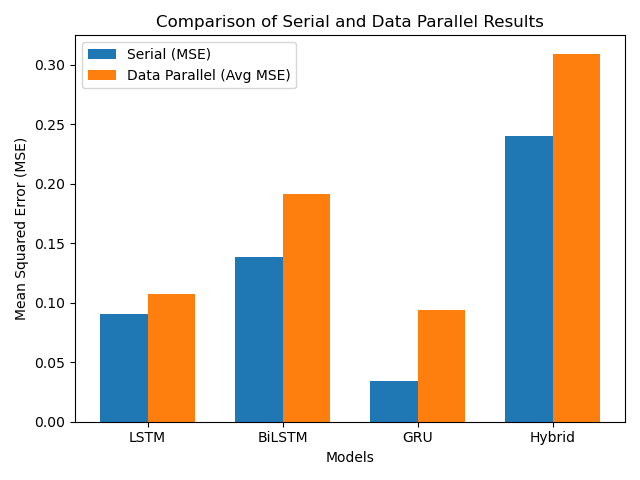 Comparison of Serial and Data Parallel Results
Serial (MSE)
Data Parallel (Avg MSE)
Mean Squared Error (MSE)
0.30
0.25
0.20
0.15
0.10
0.05
0.00
LSTM
BiLSTM
GRU
Hybrid
Models